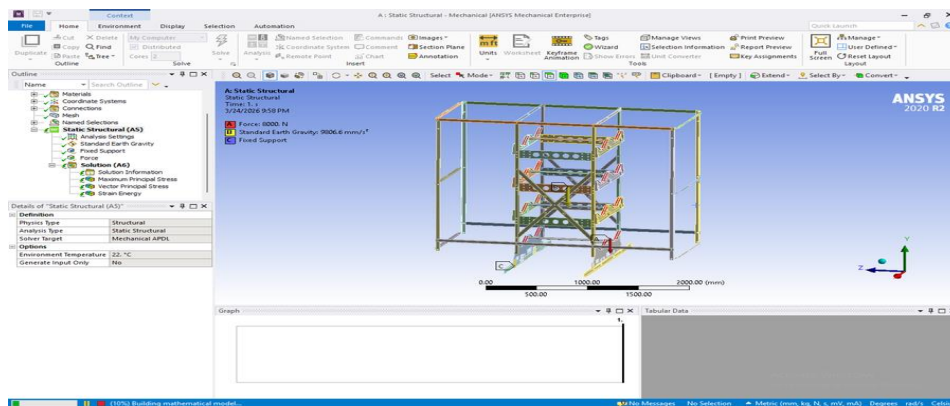 Context
A : Static Structural - Mechanical [ANSYS Mechanical Enterprise]
File Home Environment Display Selection Automation
Quick Launch
Duplicate
Cut
Copy
Paste
Delete
Find
Tree
Outline
My Computer
Distributed
Cores
Solve
Solve
Analysis
Named Selection
Coordinate System
Remote Point
Commands
Comment
Chart
Images
Section Plane
Annotation
Insert
Units
Worksheet
Keyframe
Animation
Tags
Wizard
Show Errors
Manage Views
Selection Information
Unit Converter
Print Preview
Report Preview
Key Assignments
Tools
Full
Screen
Manage
User Defined
Reset Layout
Layout
Outline
Name
Search Outline
Select
Mode
Clipboard
[ Empty ]
Extend
Select By
Convert
Materials
Coordinate Systems
Connections
Mesh
Named Selections
Static Structural (A5)
Analysis Settings
Standard Earth Gravity
Fixed Support
Force
Solution (A6)
Solution Information
Maximum Principal Stress
Vector Principal Stress
Strain Energy
Details of "Static Structural (A5)"
Definition
Physics Type Structural
Analysis Type Static Structural
Solver Target Mechanical APDL
Options
Environment Temperature 22. °C
Generate Input Only No
A: Static Structural
Static Structural
Time: 1. s
3/24/2026 9:50 PM
A Force: 8000. N
B Standard Earth Gravity: 9806.6 mm/s²
C Fixed Support
ANSYS
2020 R2
C
Y
Z
0.00 1000.00 2000.00 (mm)
500.00 1500.00
Graph
1.
Tabular Data
(10%) Building mathematical model...
No Messages No Selection Metric (mm, kg, N, s, mV, mA) Degrees rad/s Celsi